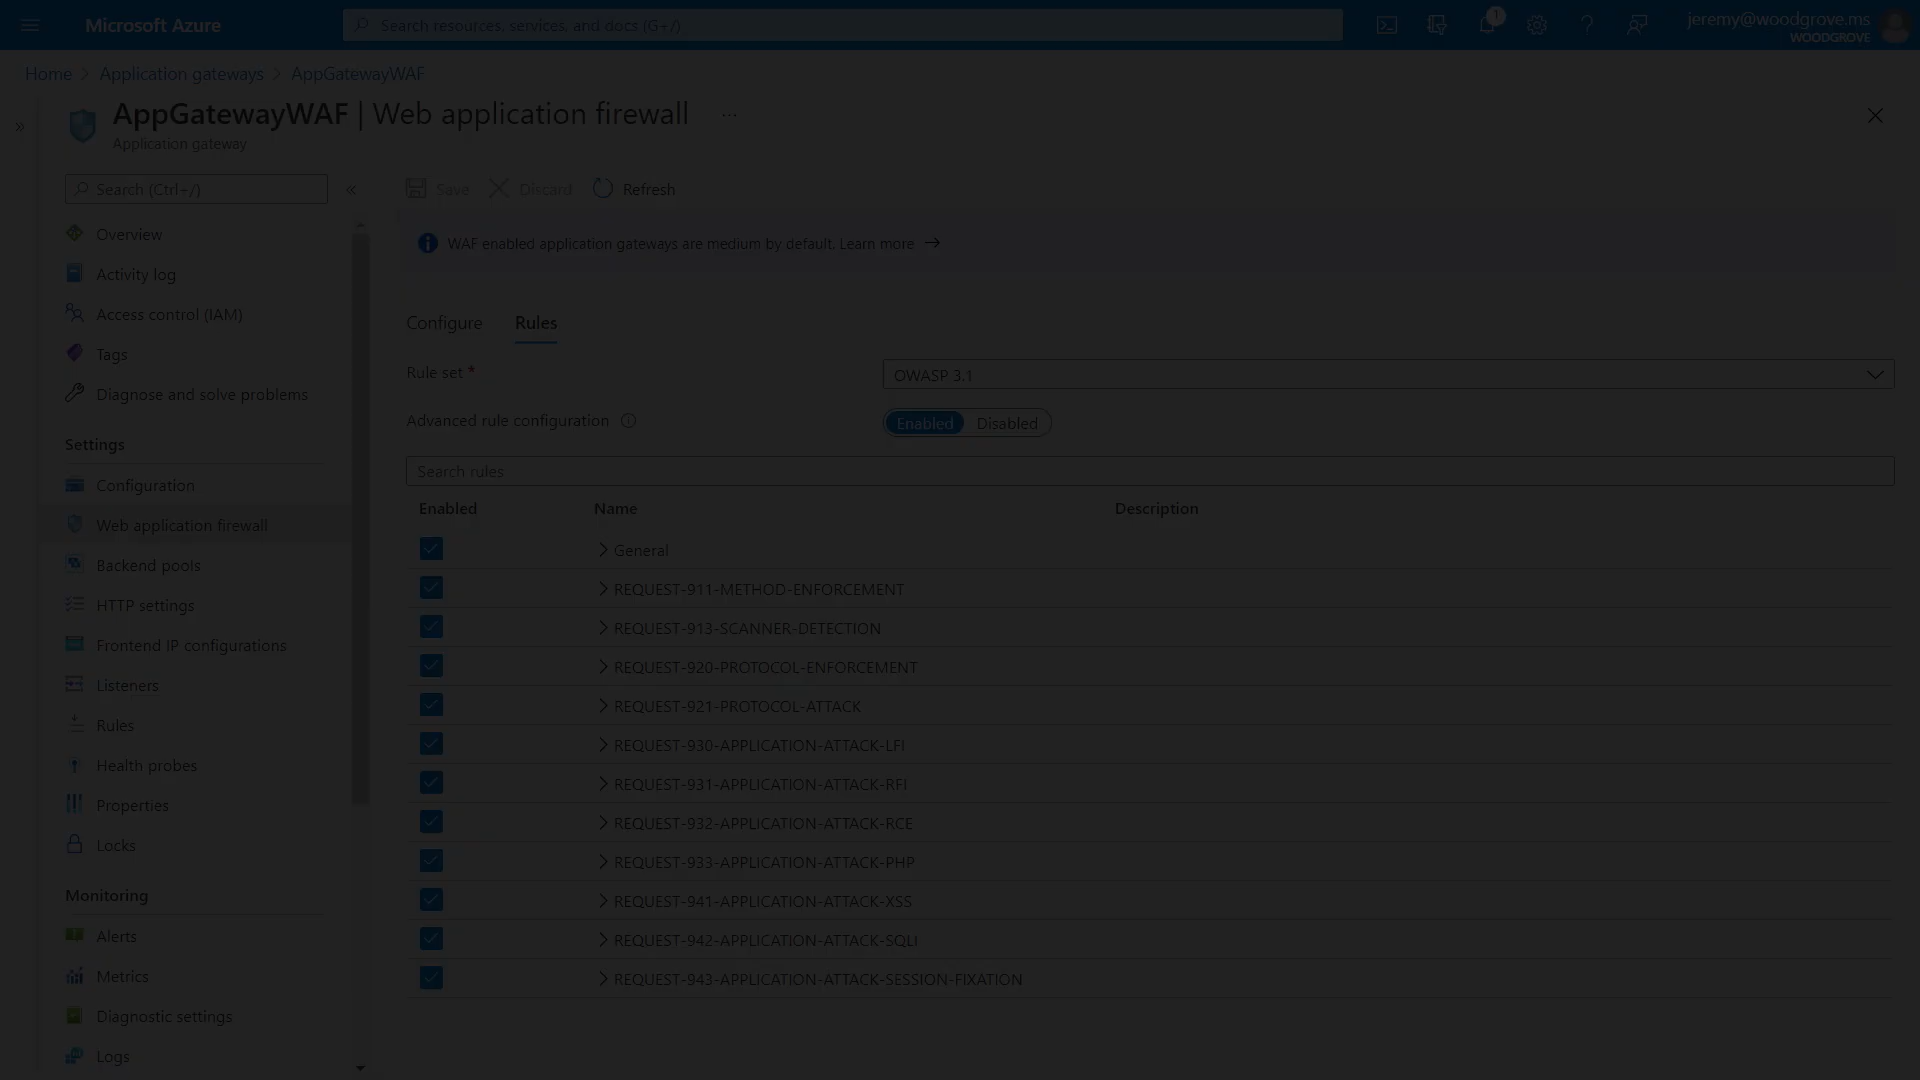 Microsoft Azure
Search resources, services, and docs (G+/)
1
jeremy@woodgrove.ms
WOODGROVE
Home > Application gateways > AppGatewayWAF
AppGatewayWAF | Web application firewall ...
Application gateway
Search (Ctrl+/)
Save
Discard
Refresh
Overview
Activity log
Access control (IAM)
Tags
Diagnose and solve problems
Settings
Configuration
Web application firewall
Backend pools
HTTP settings
Frontend IP configurations
Listeners
Rules
Health probes
Properties
Locks
Monitoring
Alerts
Metrics
Diagnostic settings
Logs
WAF enabled application gateways are medium by default. Learn more →
Configure
Rules
Rule set *
OWASP 3.1
Advanced rule configuration
Enabled Disabled
Search rules
Enabled Name Description
General
REQUEST-911-METHOD-ENFORCEMENT
REQUEST-913-SCANNER-DETECTION
REQUEST-920-PROTOCOL-ENFORCEMENT
REQUEST-921-PROTOCOL-ATTACK
REQUEST-930-APPLICATION-ATTACK-LFI
REQUEST-931-APPLICATION-ATTACK-RFI
REQUEST-932-APPLICATION-ATTACK-RCE
REQUEST-933-APPLICATION-ATTACK-PHP
REQUEST-941-APPLICATION-ATTACK-XSS
REQUEST-942-APPLICATION-ATTACK-SQLI
REQUEST-943-APPLICATION-ATTACK-SESSION-FIXATION